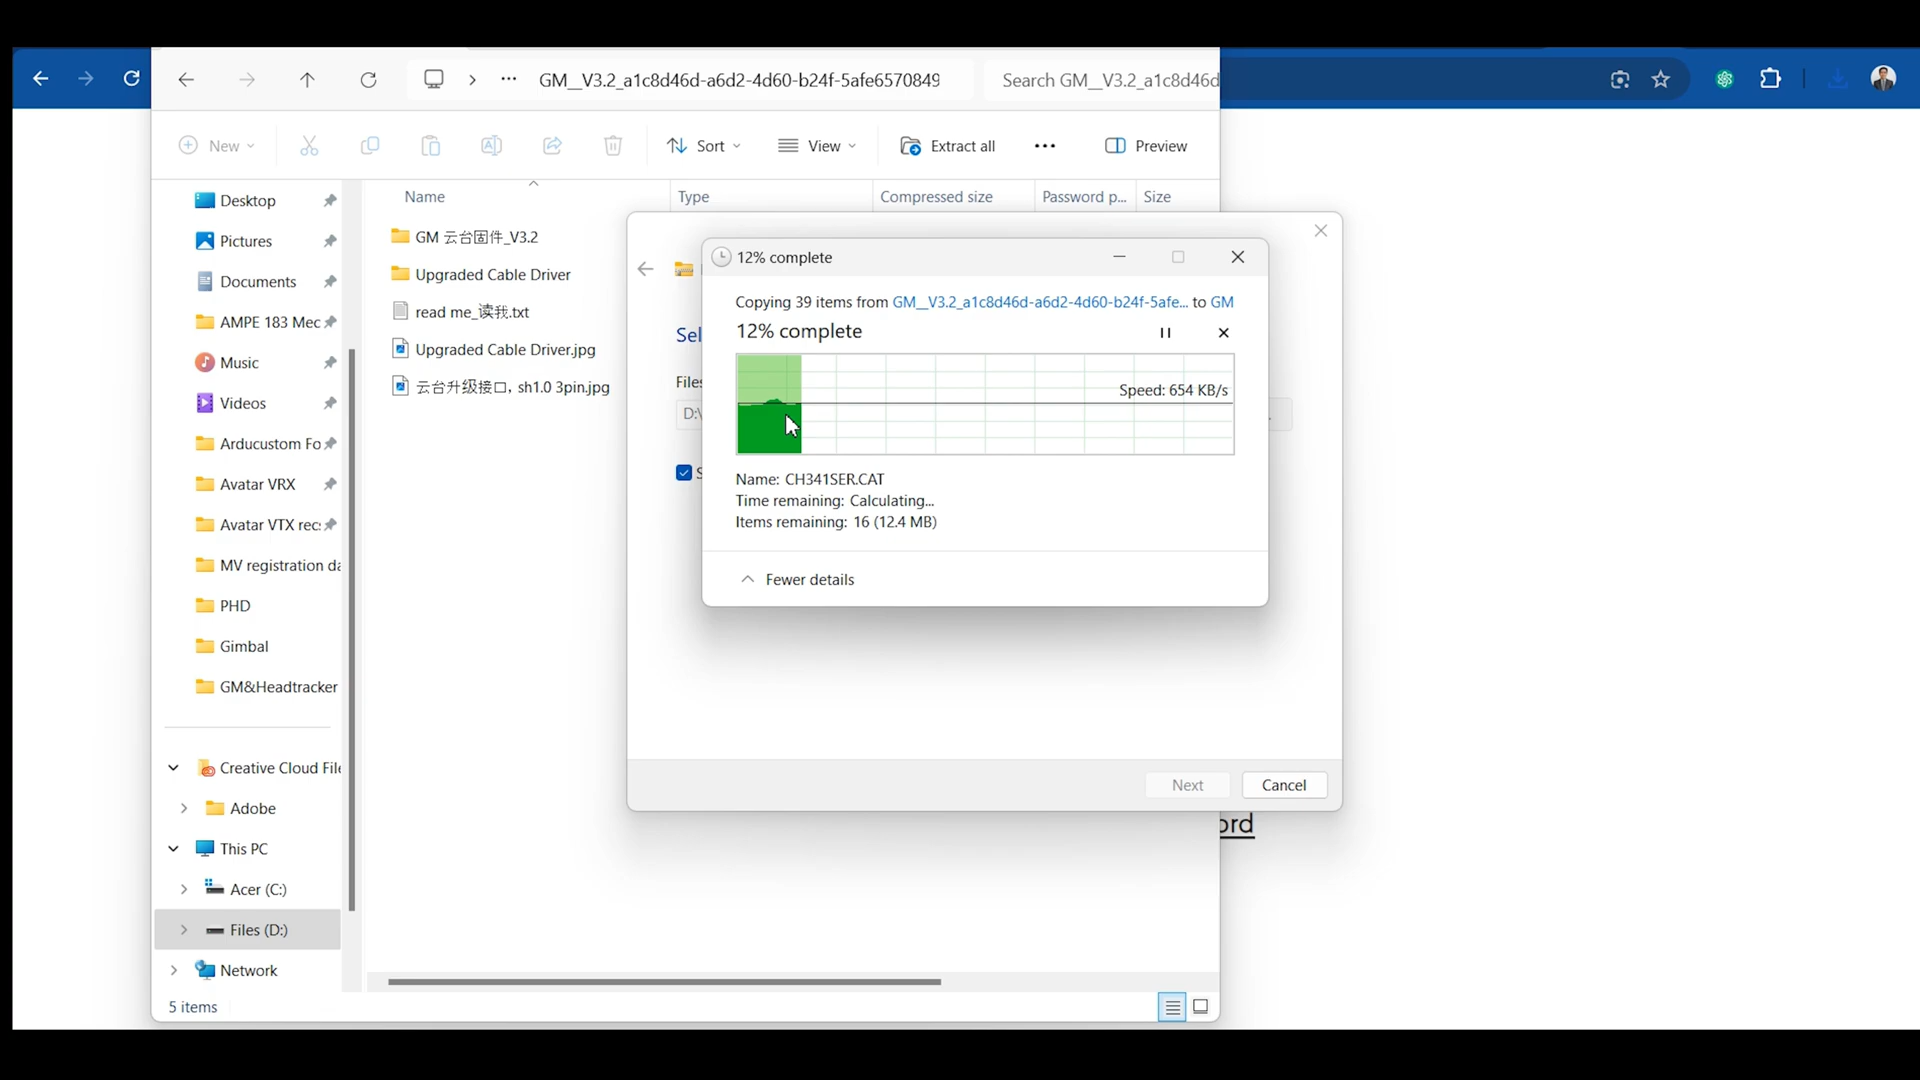 GM__V3.2_a1c8d46d-a6d2-4d60-b24f-5afe6570849
Search GM__V3.2_a1c8d46d
New
Sort
View
Extract all
Preview
Name
Type
Compressed size
Password p...
Size
Desktop
Pictures
Documents
AMPE 183 Mec
Music
Videos
Arducustom Fo
Avatar VRX
Avatar VTX rec
MV registration da
PHD
Gimbal
GM&Headtracker
Creative Cloud File
Adobe
This PC
Acer (C:)
Files (D:)
Network
5 items
GM 云台固件_V3.2
Upgraded Cable Driver
read me_读我.txt
Upgraded Cable Driver.jpg
云台升级接口, sh1.0 3pin.jpg
Sel
Files
D:\
12% complete
Copying 39 items from GM__V3.2_a1c8d46d-a6d2-4d60-b24f-5afe... to GM
12% complete
Speed: 654 KB/s
Name: CH341SER.CAT
Time remaining: Calculating...
Items remaining: 16 (12.4 MB)
Fewer details
Next
Cancel
ord